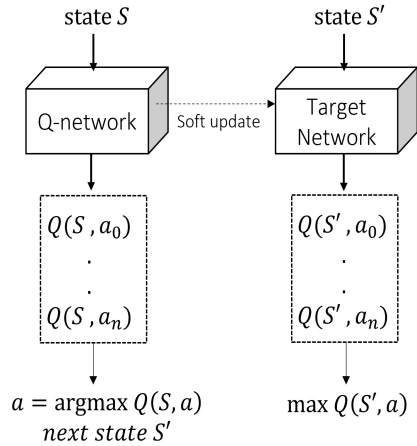 state S
state S′
Q-network
Soft update
Target
Network
Q(S , a₀)
.
.
Q(S , aₙ)
Q(S′ , a₀)
.
.
Q(S′ , aₙ)
a = argmax Q(S, a)
next state S′
max Q(S′, a)